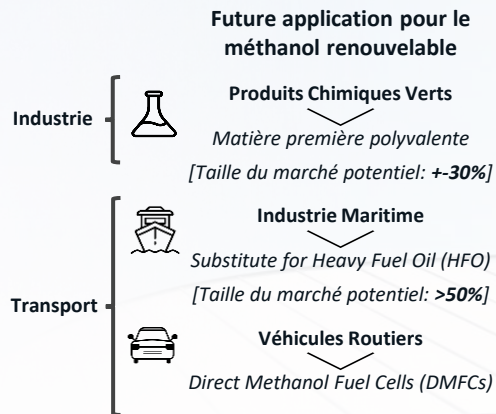 Future application pour le
méthanol renouvelable
Industrie
Produits Chimiques Verts
Matière première polyvalente
[Taille du marché potentiel: +-30%]
Transport
Industrie Maritime
Substitute for Heavy Fuel Oil (HFO)
[Taille du marché potentiel: >50%]
Véhicules Routiers
Direct Methanol Fuel Cells (DMFCs)